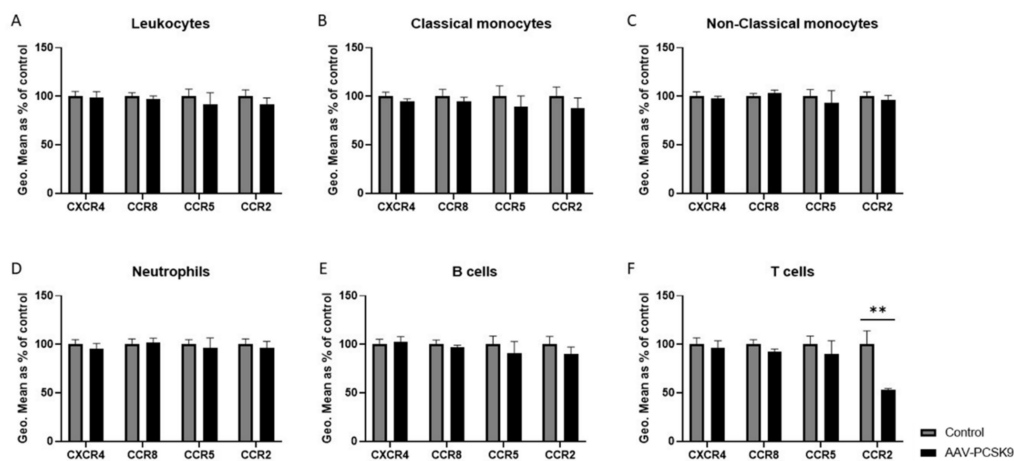 A
Leukocytes
Geo. Mean as % of control
150
100
50
0
CXCR4 CCR8 CCR5 CCR2
B
Classical monocytes
Geo. Mean as % of control
150
100
50
0
CXCR4 CCR8 CCR5 CCR2
C
Non-Classical monocytes
Geo. Mean as % of control
150
100
50
0
CXCR4 CCR8 CCR5 CCR2
D
Neutrophils
Geo. Mean as % of control
150
100
50
0
CXCR4 CCR8 CCR5 CCR2
E
B cells
Geo. Mean as % of control
150
100
50
0
CXCR4 CCR8 CCR5 CCR2
F
T cells
Geo. Mean as % of control
150
100
50
0
**
CXCR4 CCR8 CCR5 CCR2
Control
AAV-PCSK9